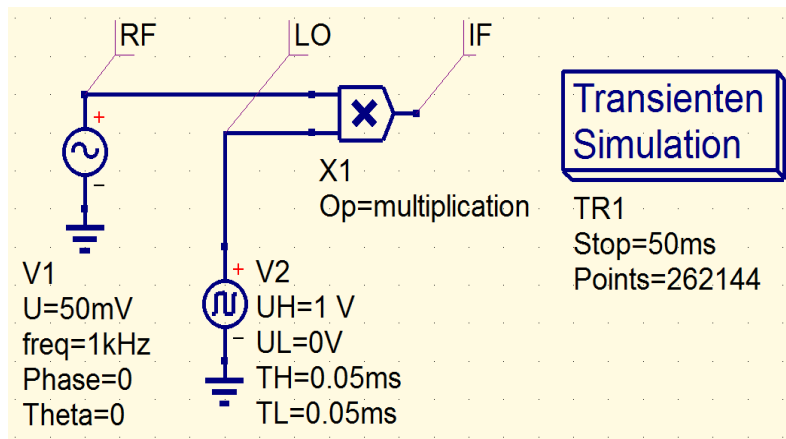 RF
LO
IF
Transienten
Simulation
X1
Op=multiplication
TR1
Stop=50ms
Points=262144
V1
U=50mV
freq=1kHz
Phase=0
Theta=0
V2
UH=1 V
UL=0V
TH=0.05ms
TL=0.05ms